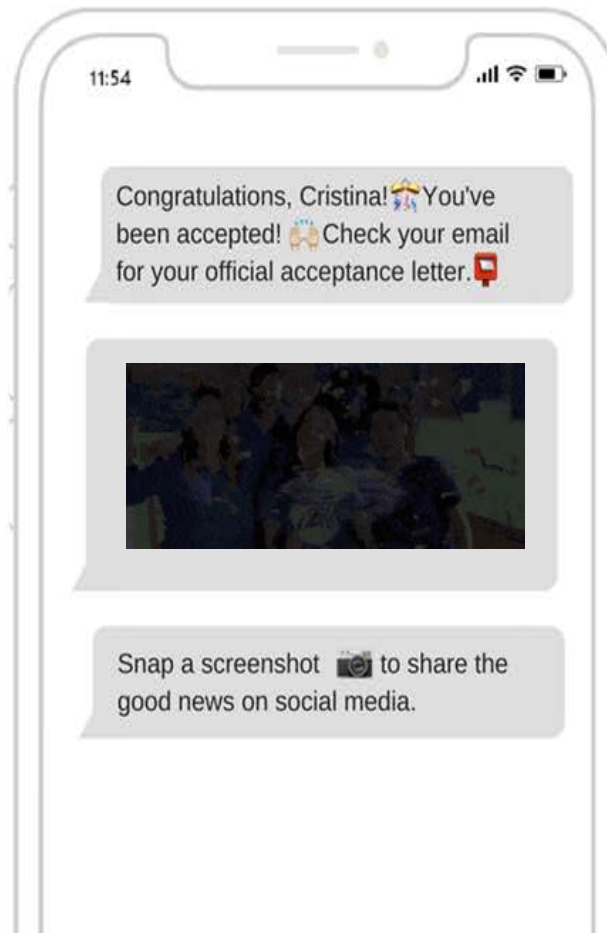 11:54
Congratulations, Cristina!🎊You've
been accepted! 🙌🏻Check your email
for your official acceptance letter.📮
Snap a screenshot 📷 to share the
good news on social media.